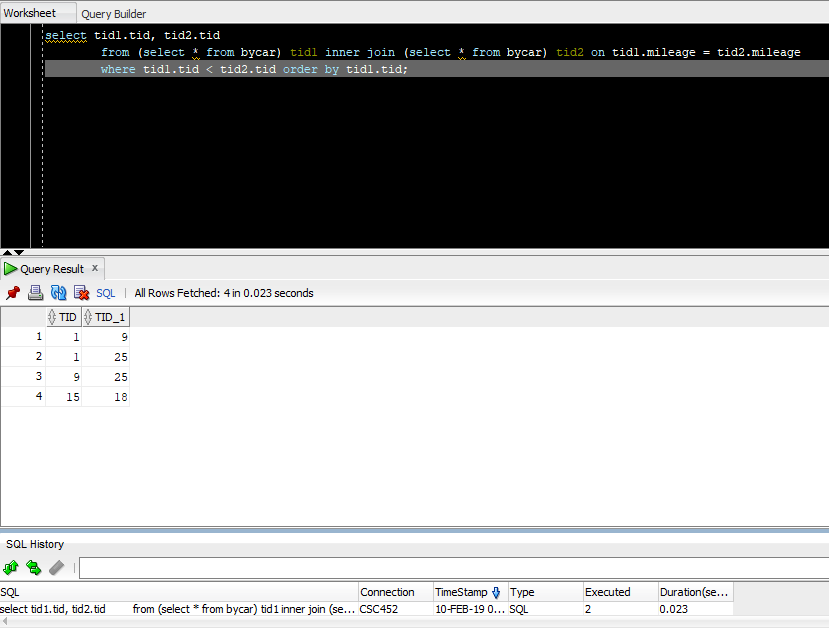 Worksheet Query Builder
select tid1.tid, tid2.tid
from (select * from bycar) tid1 inner join (select * from bycar) tid2 on tid1.mileage = tid2.mileage
where tid1.tid < tid2.tid order by tid1.tid;
Query Result x
SQL | All Rows Fetched: 4 in 0.023 seconds
TID TID_1
1 1 9
2 1 25
3 9 25
4 15 18
SQL History
SQL Connection TimeStamp Type Executed Duration(se...
select tid1.tid, tid2.tid from (select * from bycar) tid1 inner join (se... CSC452 10-FEB-19 0... SQL 2 0.023